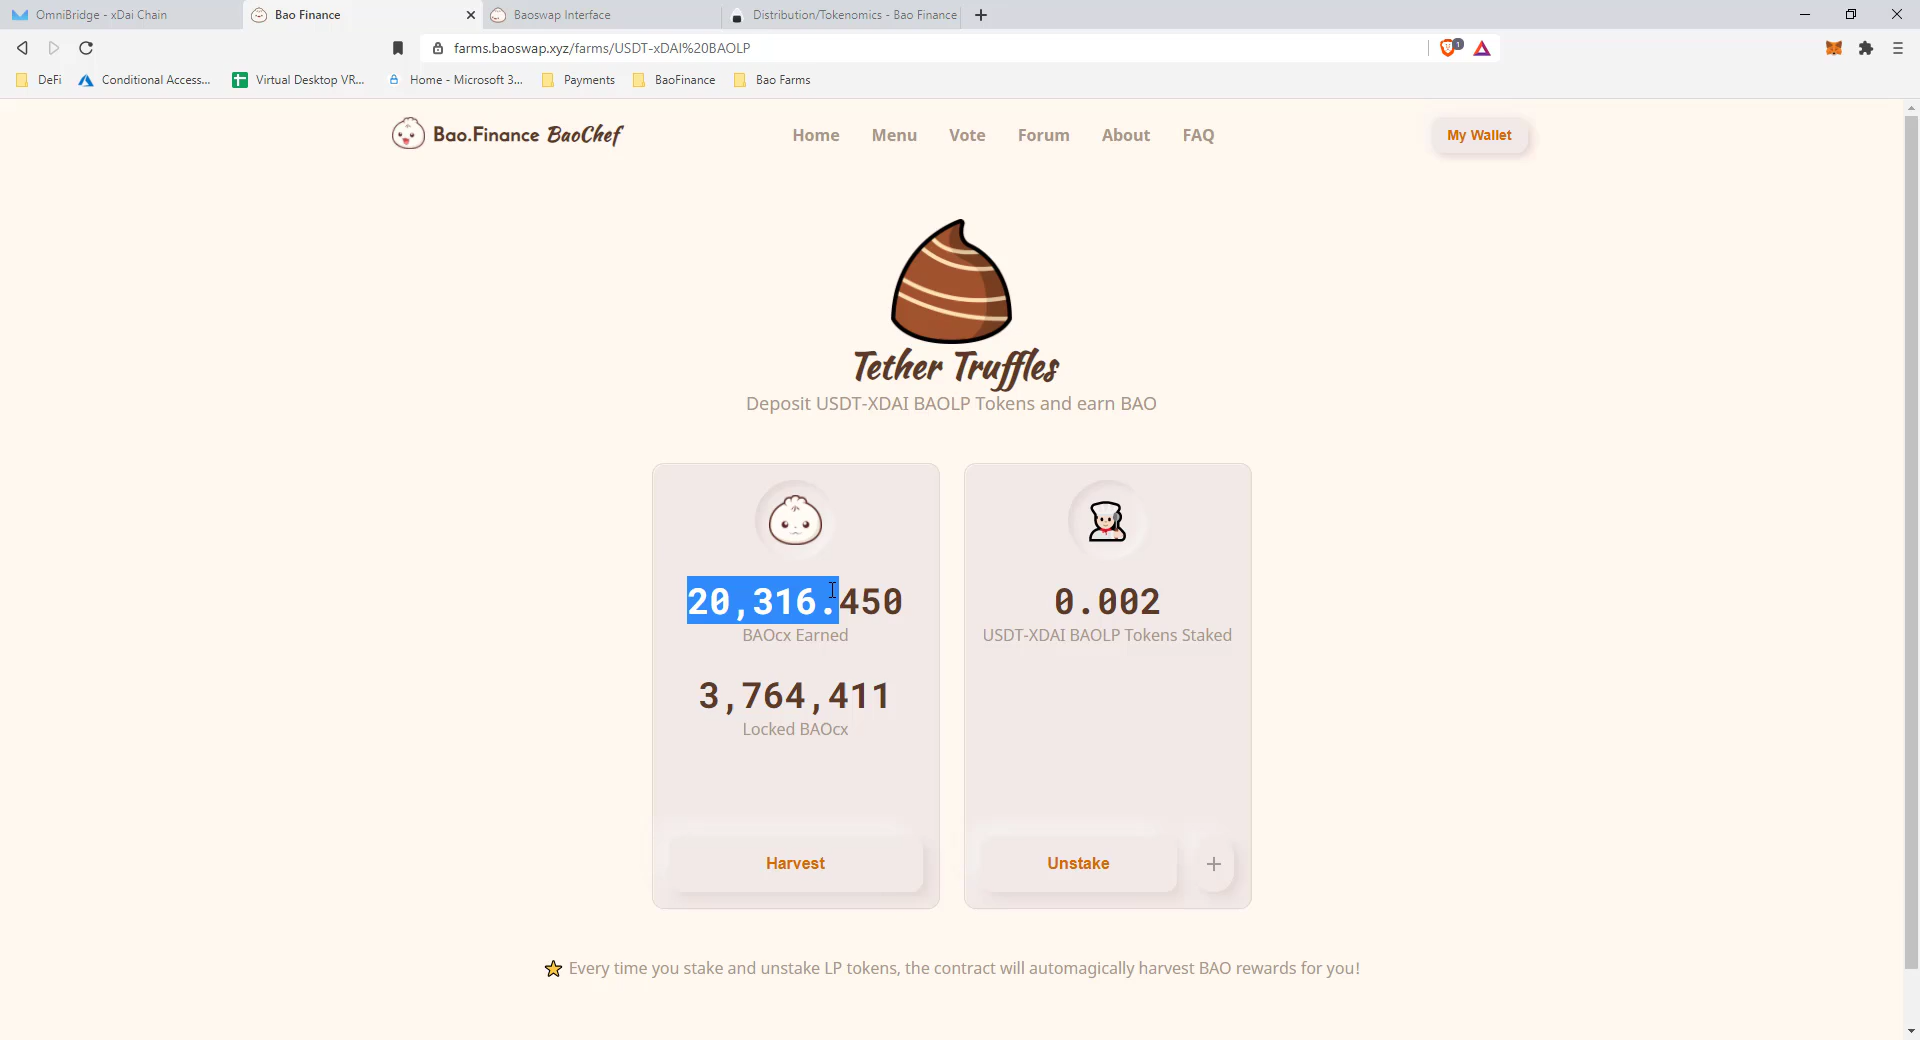 OmniBridge - xDai Chain
Bao Finance
Baoswap Interface
Distribution/Tokenomics - Bao Finance
farms.baoswap.xyz/farms/USDT-xDAI%20BAOLP
1
DeFi
Conditional Access...
Virtual Desktop VR...
Home - Microsoft 3...
Payments
BaoFinance
Bao Farms
Bao.Finance BaoChef
Home
Menu
Vote
Forum
About
FAQ
My Wallet
Tether Truffles
Deposit USDT-XDAI BAOLP Tokens and earn BAO
20,316.450
BAOcx Earned
3,764,411
Locked BAOcx
Harvest
0.002
USDT-XDAI BAOLP Tokens Staked
Unstake
+
Every time you stake and unstake LP tokens, the contract will automagically harvest BAO rewards for you!